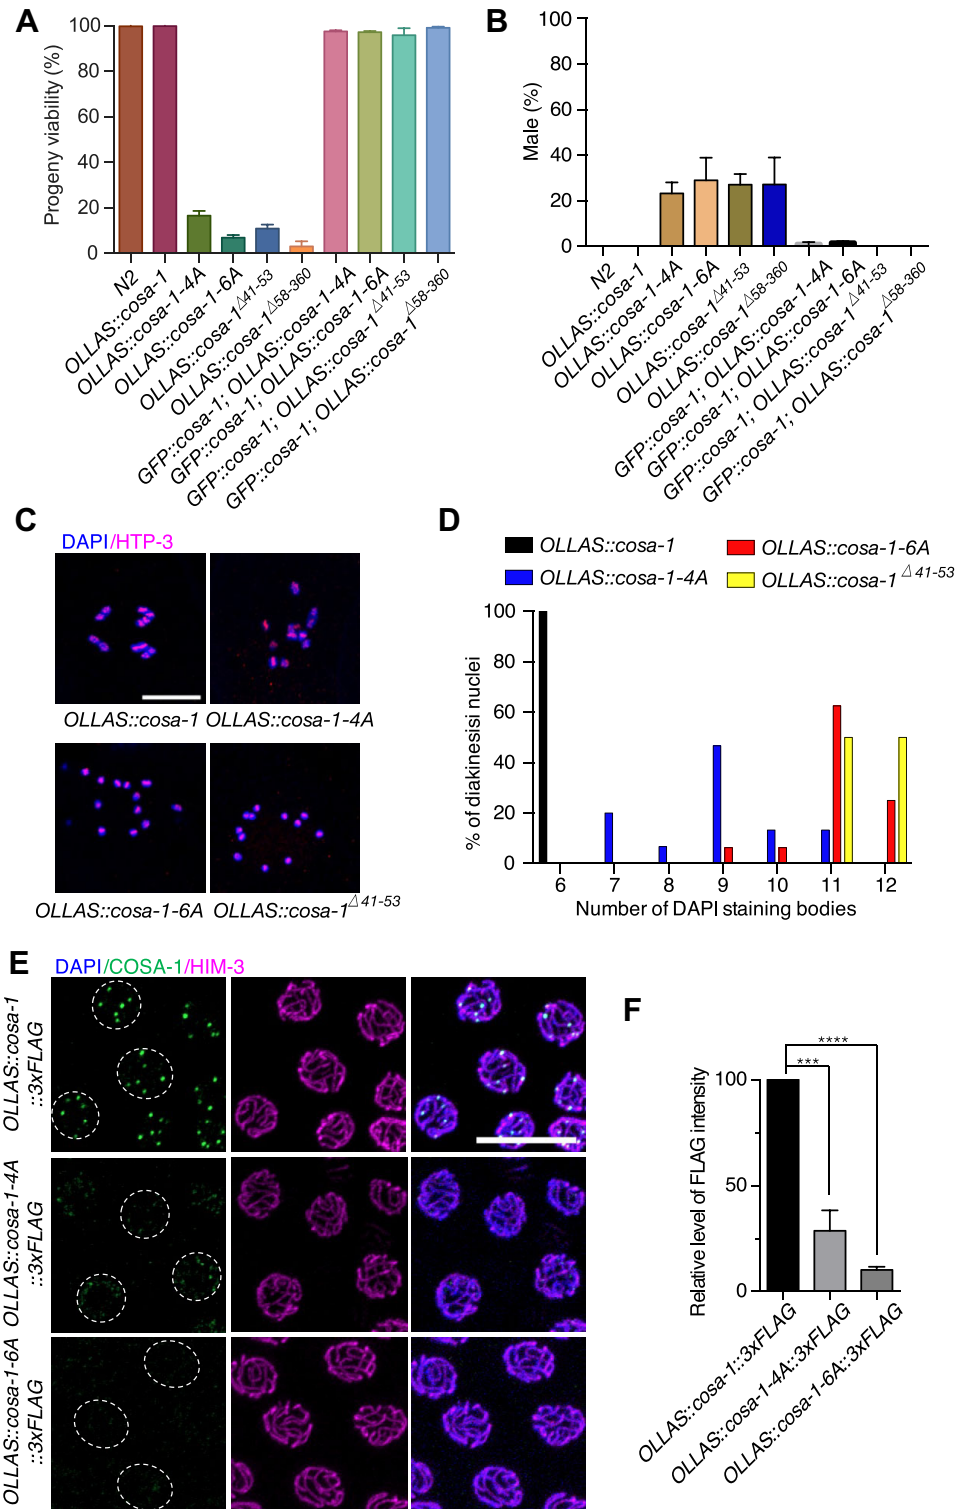 A
Progeny viability (%)
100
80
60
40
20
0
N2
OLLAS::cosa-1
OLLAS::cosa-1-4A
OLLAS::cosa-1-6A
OLLAS::cosa-1Δ41-53
OLLAS::cosa-1Δ58-360
GFP::cosa-1; OLLAS::cosa-1-4A
GFP::cosa-1; OLLAS::cosa-1-6A
GFP::cosa-1; OLLAS::cosa-1Δ41-53
GFP::cosa-1; OLLAS::cosa-1Δ58-360
B
Male (%)
100
80
60
40
20
0
N2
OLLAS::cosa-1
OLLAS::cosa-1-4A
OLLAS::cosa-1-6A
OLLAS::cosa-1Δ41-53
OLLAS::cosa-1Δ58-360
GFP::cosa-1; OLLAS::cosa-1-4A
GFP::cosa-1; OLLAS::cosa-1-6A
GFP::cosa-1; OLLAS::cosa-1Δ41-53
GFP::cosa-1; OLLAS::cosa-1Δ58-360
C
DAPI/HTP-3
OLLAS::cosa-1
OLLAS::cosa-1-4A
OLLAS::cosa-1-6A
OLLAS::cosa-1Δ41-53
D
OLLAS::cosa-1
OLLAS::cosa-1-6A
OLLAS::cosa-1-4A
OLLAS::cosa-1Δ41-53
% of diakinesisi nuclei
100
80
60
40
20
0
6 7 8 9 10 11 12
Number of DAPI staining bodies
E
DAPI/COSA-1/HIM-3
OLLAS::cosa-1
::3xFLAG
OLLAS::cosa-1-4A
::3xFLAG
OLLAS::cosa-1-6A
::3xFLAG
F
Relative level of FLAG intensity
100
50
0
****
***
OLLAS::cosa-1::3xFLAG
OLLAS::cosa-1-4A::3xFLAG
OLLAS::cosa-1-6A::3xFLAG